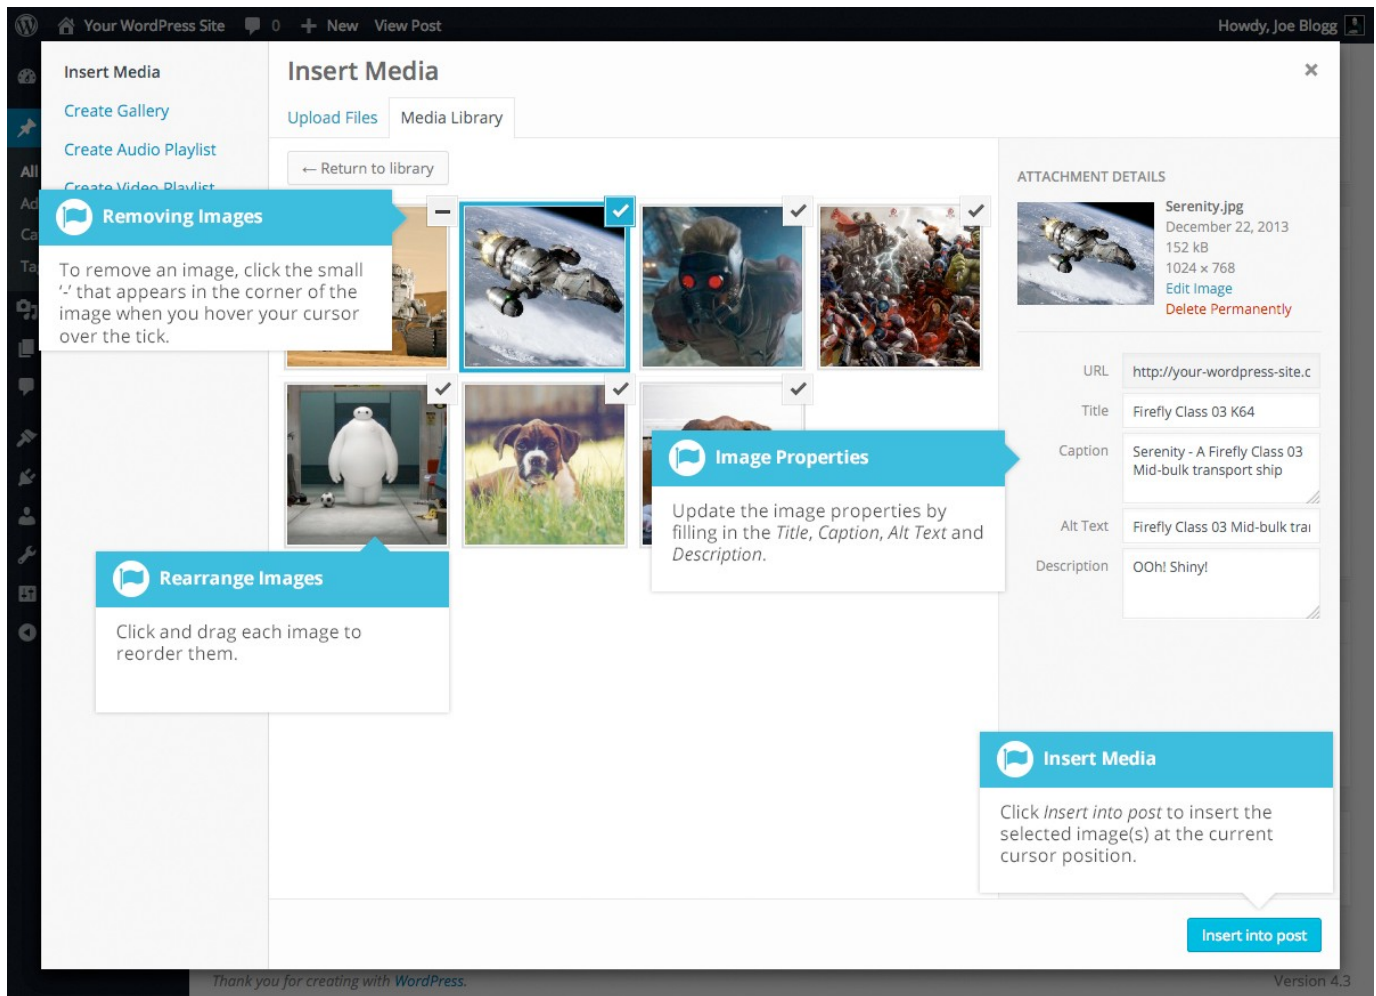 Your WordPress Site 0 + New View Post
Howdy, Joe Blogg
Insert Media
Create Gallery
Create Audio Playlist
Create Video Playlist
All
Ad
Ca
Ta
Insert Media
×
Upload Files
Media Library
← Return to library
Removing Images
To remove an image, click the small
‘-’ that appears in the corner of the
image when you hover your cursor
over the tick.
Rearrange Images
Click and drag each image to
reorder them.
Image Properties
Update the image properties by
filling in the Title, Caption, Alt Text and
Description.
ATTACHMENT DETAILS
Serenity.jpg
December 22, 2013
152 kB
1024 × 768
Edit Image
Delete Permanently
URL http://your-wordpress-site.c
Title Firefly Class 03 K64
Caption Serenity - A Firefly Class 03
Mid-bulk transport ship
Alt Text Firefly Class 03 Mid-bulk trai
Description OOh! Shiny!
Insert Media
Click Insert into post to insert the
selected image(s) at the current
cursor position.
Insert into post
Thank you for creating with WordPress.
Version 4.3